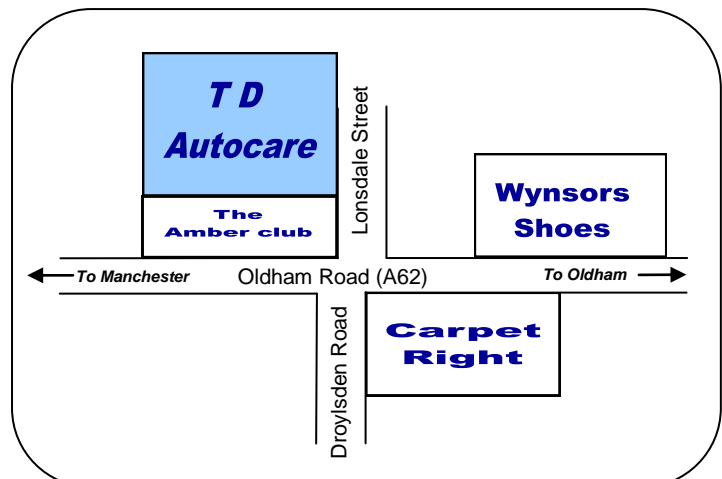 T D
Autocare
The
Amber club
Lonsdale Street
Wynsors
Shoes
To Manchester
Oldham Road (A62)
To Oldham
Carpet
Right
Droylsden Road